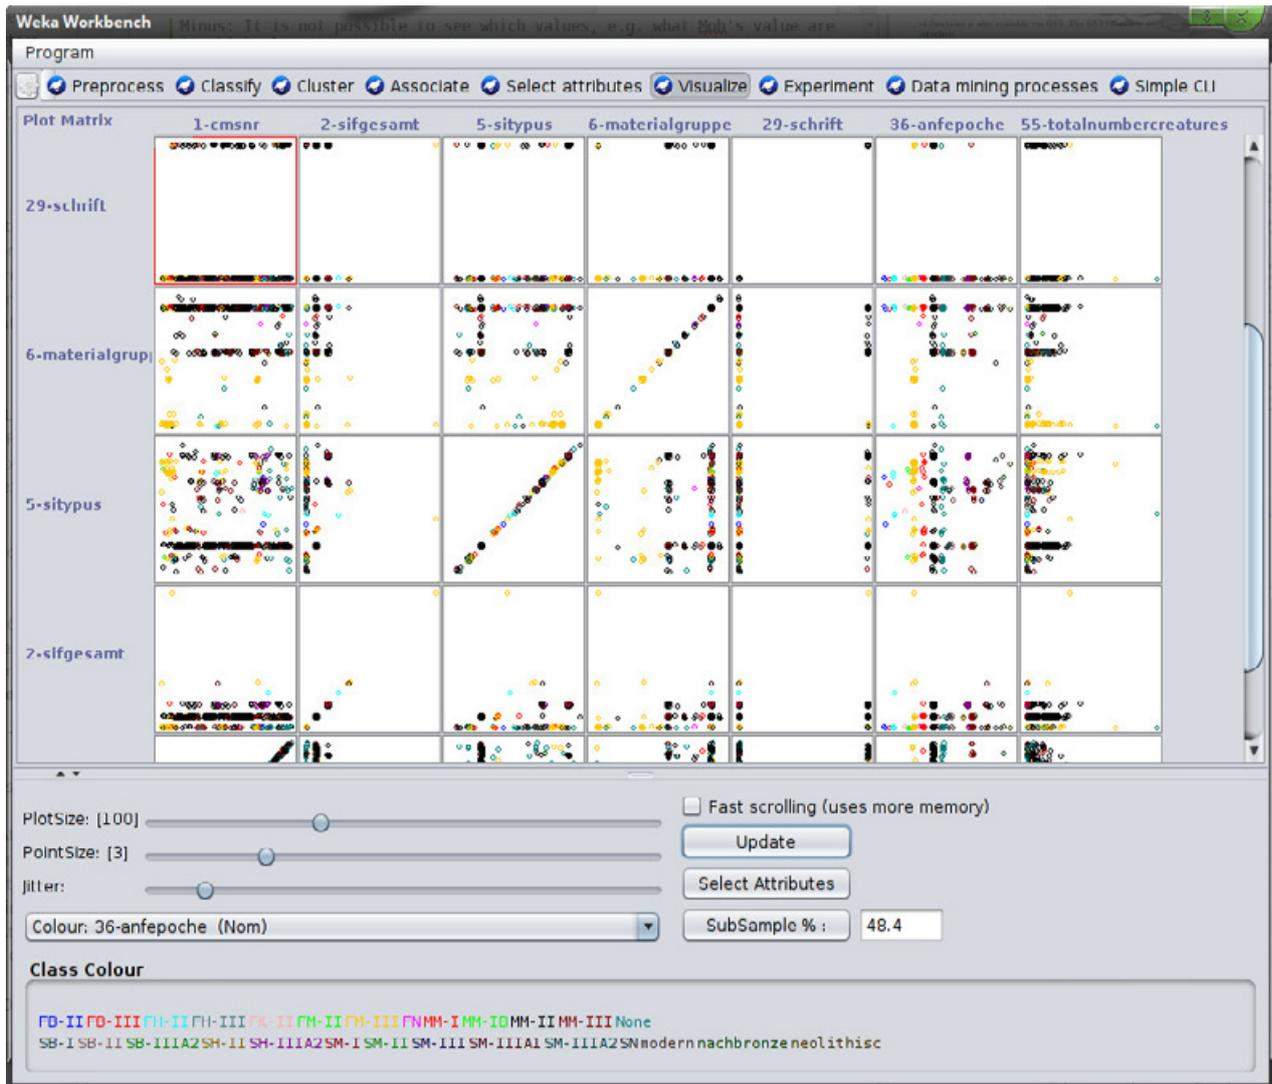 Weka Workbench
Minus: It is not possible to see which values, e.g. what Mob's value are
Program
Preprocess Classify Cluster Associate Select attributes Visualize Experiment Data mining processes Simple CLI
Plot Matrix 1-cmsnr 2-sifgesamt 5-sitypus 6-materialgruppe 29-schrift 36-anfepoche 55-totalnumbercreatures
29-schrift
6-materialgrupp
5-sitypus
2-sifgesamt
PlotSize: [100]
Fast scrolling (uses more memory)
Update
PointSize: [3]
Jitter:
Select Attributes
Colour: 36-anfepoche (Nom)
SubSample % : 48.4
Class Colour
FB-II FB-III FH-II FH-III FK-II FM-II FM-III FN MM-I MM-IB MM-II MM-III None
SB-I SB-II SB-IIIA2 SH-II SH-IIIA2 SM-I SM-II SM-III SM-IIIA1 SM-IIIA2 SN modern nachbronze neolithisc